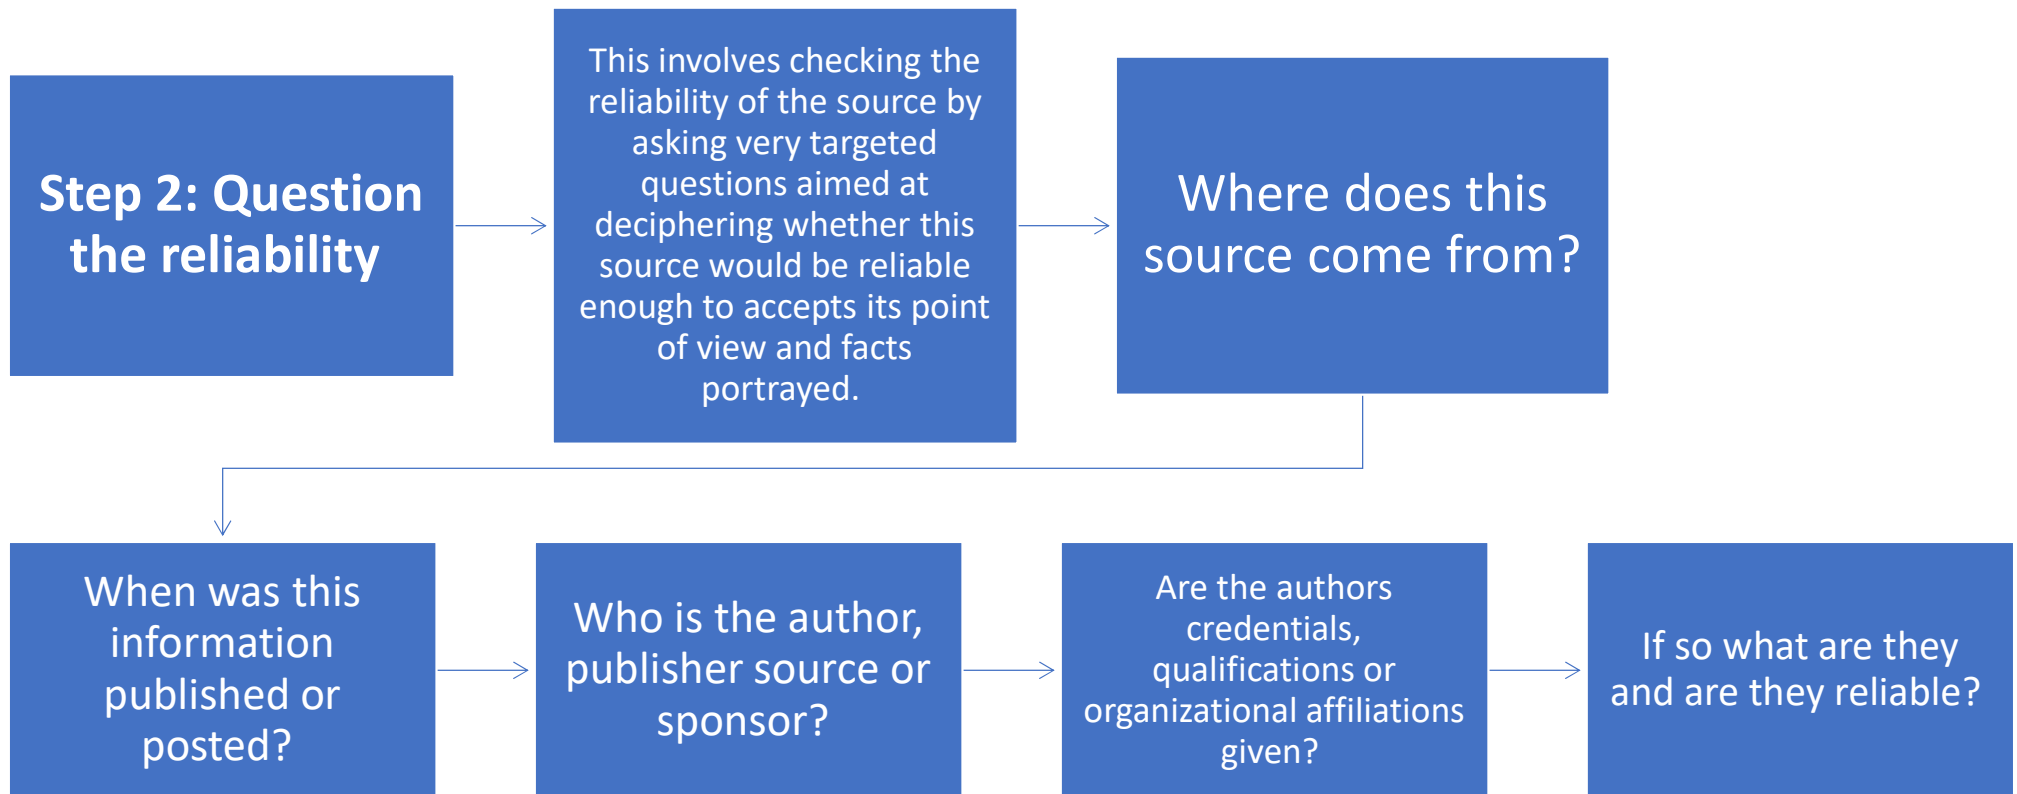 Step 2: Question
the reliability
This involves checking the
reliability of the source by
asking very targeted
questions aimed at
deciphering whether this
source would be reliable
enough to accepts its point
of view and facts
portrayed.
Where does this
source come from?
When was this
information
published or
posted?
Who is the author,
publisher source or
sponsor?
Are the authors
credentials,
qualifications or
organizational affiliations
given?
If so what are they
and are they reliable?